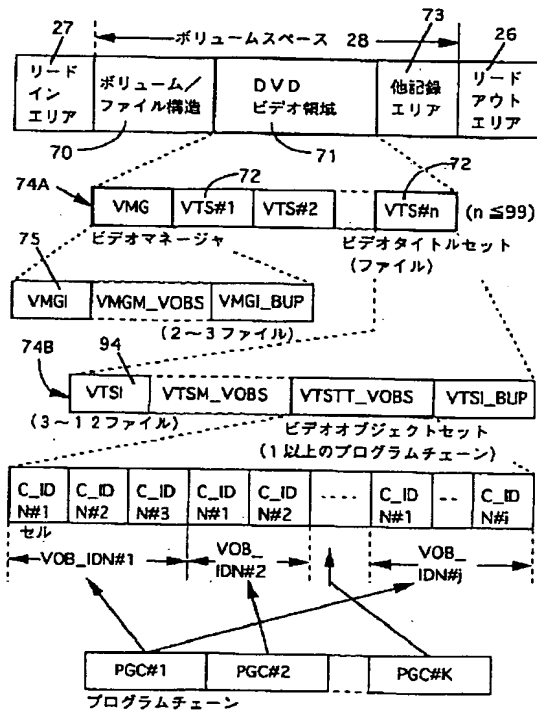 27
ボリュームスペース 28
73
26
リード
イン
エリア
ボリューム/
ファイル構造
DVD
ビデオ領域
他記録
エリア
リード
アウト
エリア
70
71
74A
72
72
VMG
VTS#1
VTS#2
VTS#n
(n≦99)
ビデオマネージャ
ビデオタイトルセット
(ファイル)
75
VMGI
VMGM_VOBS
VMGI_BUP
(2~3ファイル)
74B
94
VTSI
VTSM_VOBS
VTSTT_VOBS
VTSI_BUP
(3~12ファイル)
ビデオオブジェクトセット
(1以上のプログラムチェーン)
C_ID
N#1
C_ID
N#2
C_ID
N#3
C_ID
N#1
C_ID
N#2
C_ID
N#1
C_ID
N#i
セル
VOB_IDN#1
VOB_
IDN#2
VOB_
IDN#j
PGC#1
PGC#2
PGC#K
プログラムチェーン